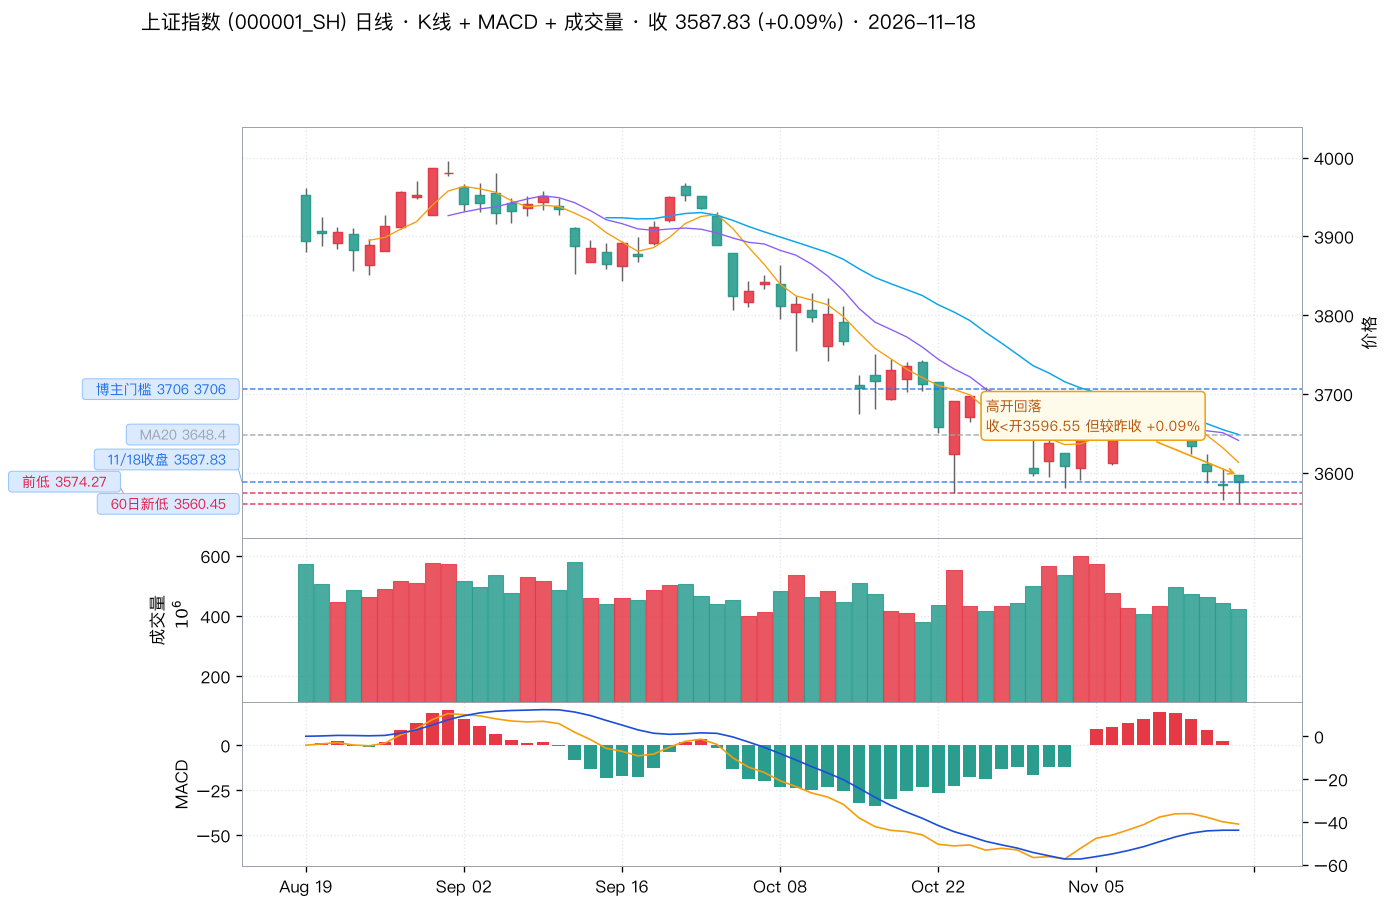 上证指数 (000001_SH) 日线 · K线 + MACD + 成交量 · 收 3587.83 (+0.09%) · 2026−11−18
4000
3900
3800
3700
3600
价格
博主门槛 3706 3706
MA20 3648.4
11/18收盘 3587.83
前低 3574.27
60日新低 3560.45
高开回落
收<开3596.55 但较昨收 +0.09%
600
400
200
成交量
10⁶
0
−25
−50
MACD
0
−20
−40
−60
Aug 19
Sep 02
Sep 16
Oct 08
Oct 22
Nov 05